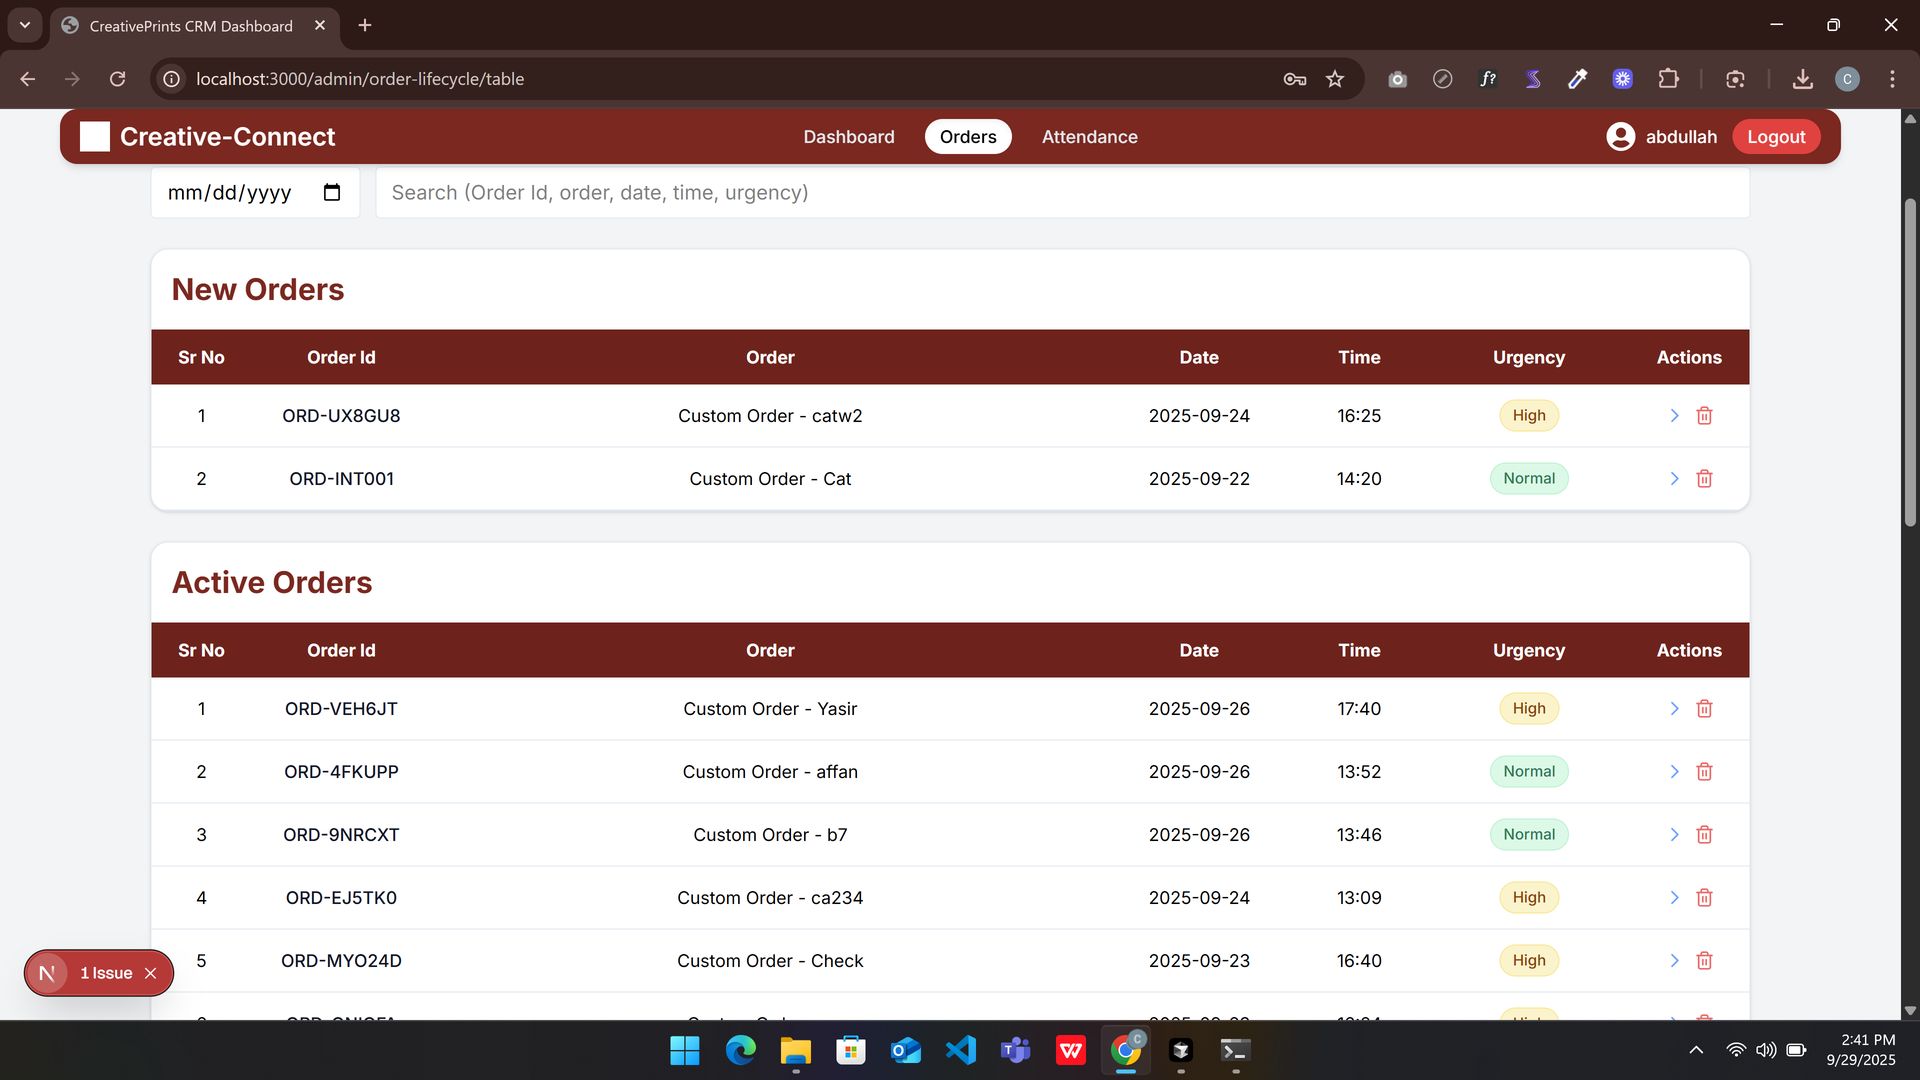 CreativePrints CRM Dashboard
localhost:3000/admin/order-lifecycle/table
C
Creative-Connect
Dashboard Orders Attendance
abdullah Logout
mm/dd/yyyy
Search (Order Id, order, date, time, urgency)
New Orders
Sr No Order Id Order Date Time Urgency Actions
1 ORD-UX8GU8 Custom Order - catw2 2025-09-24 16:25 High
2 ORD-INT001 Custom Order - Cat 2025-09-22 14:20 Normal
Active Orders
Sr No Order Id Order Date Time Urgency Actions
1 ORD-VEH6JT Custom Order - Yasir 2025-09-26 17:40 High
2 ORD-4FKUPP Custom Order - affan 2025-09-26 13:52 Normal
3 ORD-9NRCXT Custom Order - b7 2025-09-26 13:46 Normal
4 ORD-EJ5TK0 Custom Order - ca234 2025-09-24 13:09 High
5 ORD-MYO24D Custom Order - Check 2025-09-23 16:40 High
N 1 Issue
2:41 PM
9/29/2025